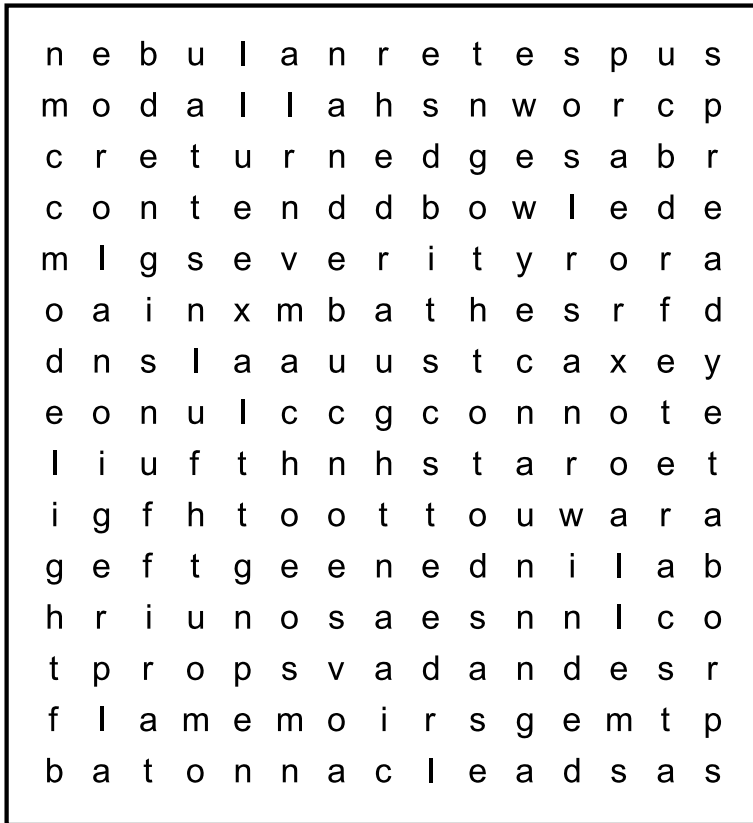 n e b u l a n r e t e s p u s
m o d a l l a h s n w o r c p
c r e t u r n e d g e s a b r
c o n t e n d d b o w l e d e
m l g s e v e r i t y r o r a
o a i n x m b a t h e s r f d
d n s l a a u u s t c a x e y
e o n u l c c g c o n n o t e
l i u f t h n h s t a r o e t
i g f h t o o t t o u w a r a
g e f t g e e n e d n i l a b
h r i u n o s a e s n n l c o
t p r o p s v a d a n d e s r
f l a m e m o i r s g e m t p
b a t o n n a c l e a d s a s